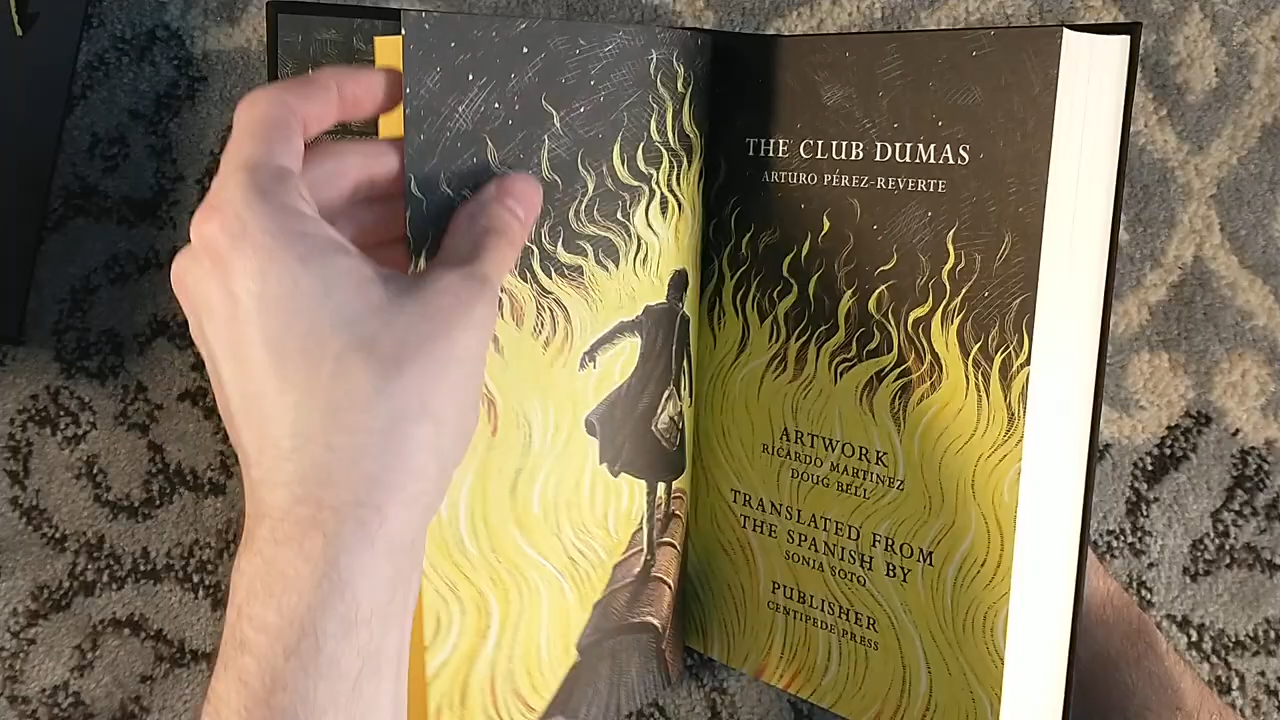 THE CLUB DUMAS
ARTURO PÉREZ-REVERTE
ARTWORK
RICARDO MARTINEZ
DOUG BELL
TRANSLATED FROM
THE SPANISH BY
SONIA SOTO
PUBLISHER
CENTIPEDE PRESS